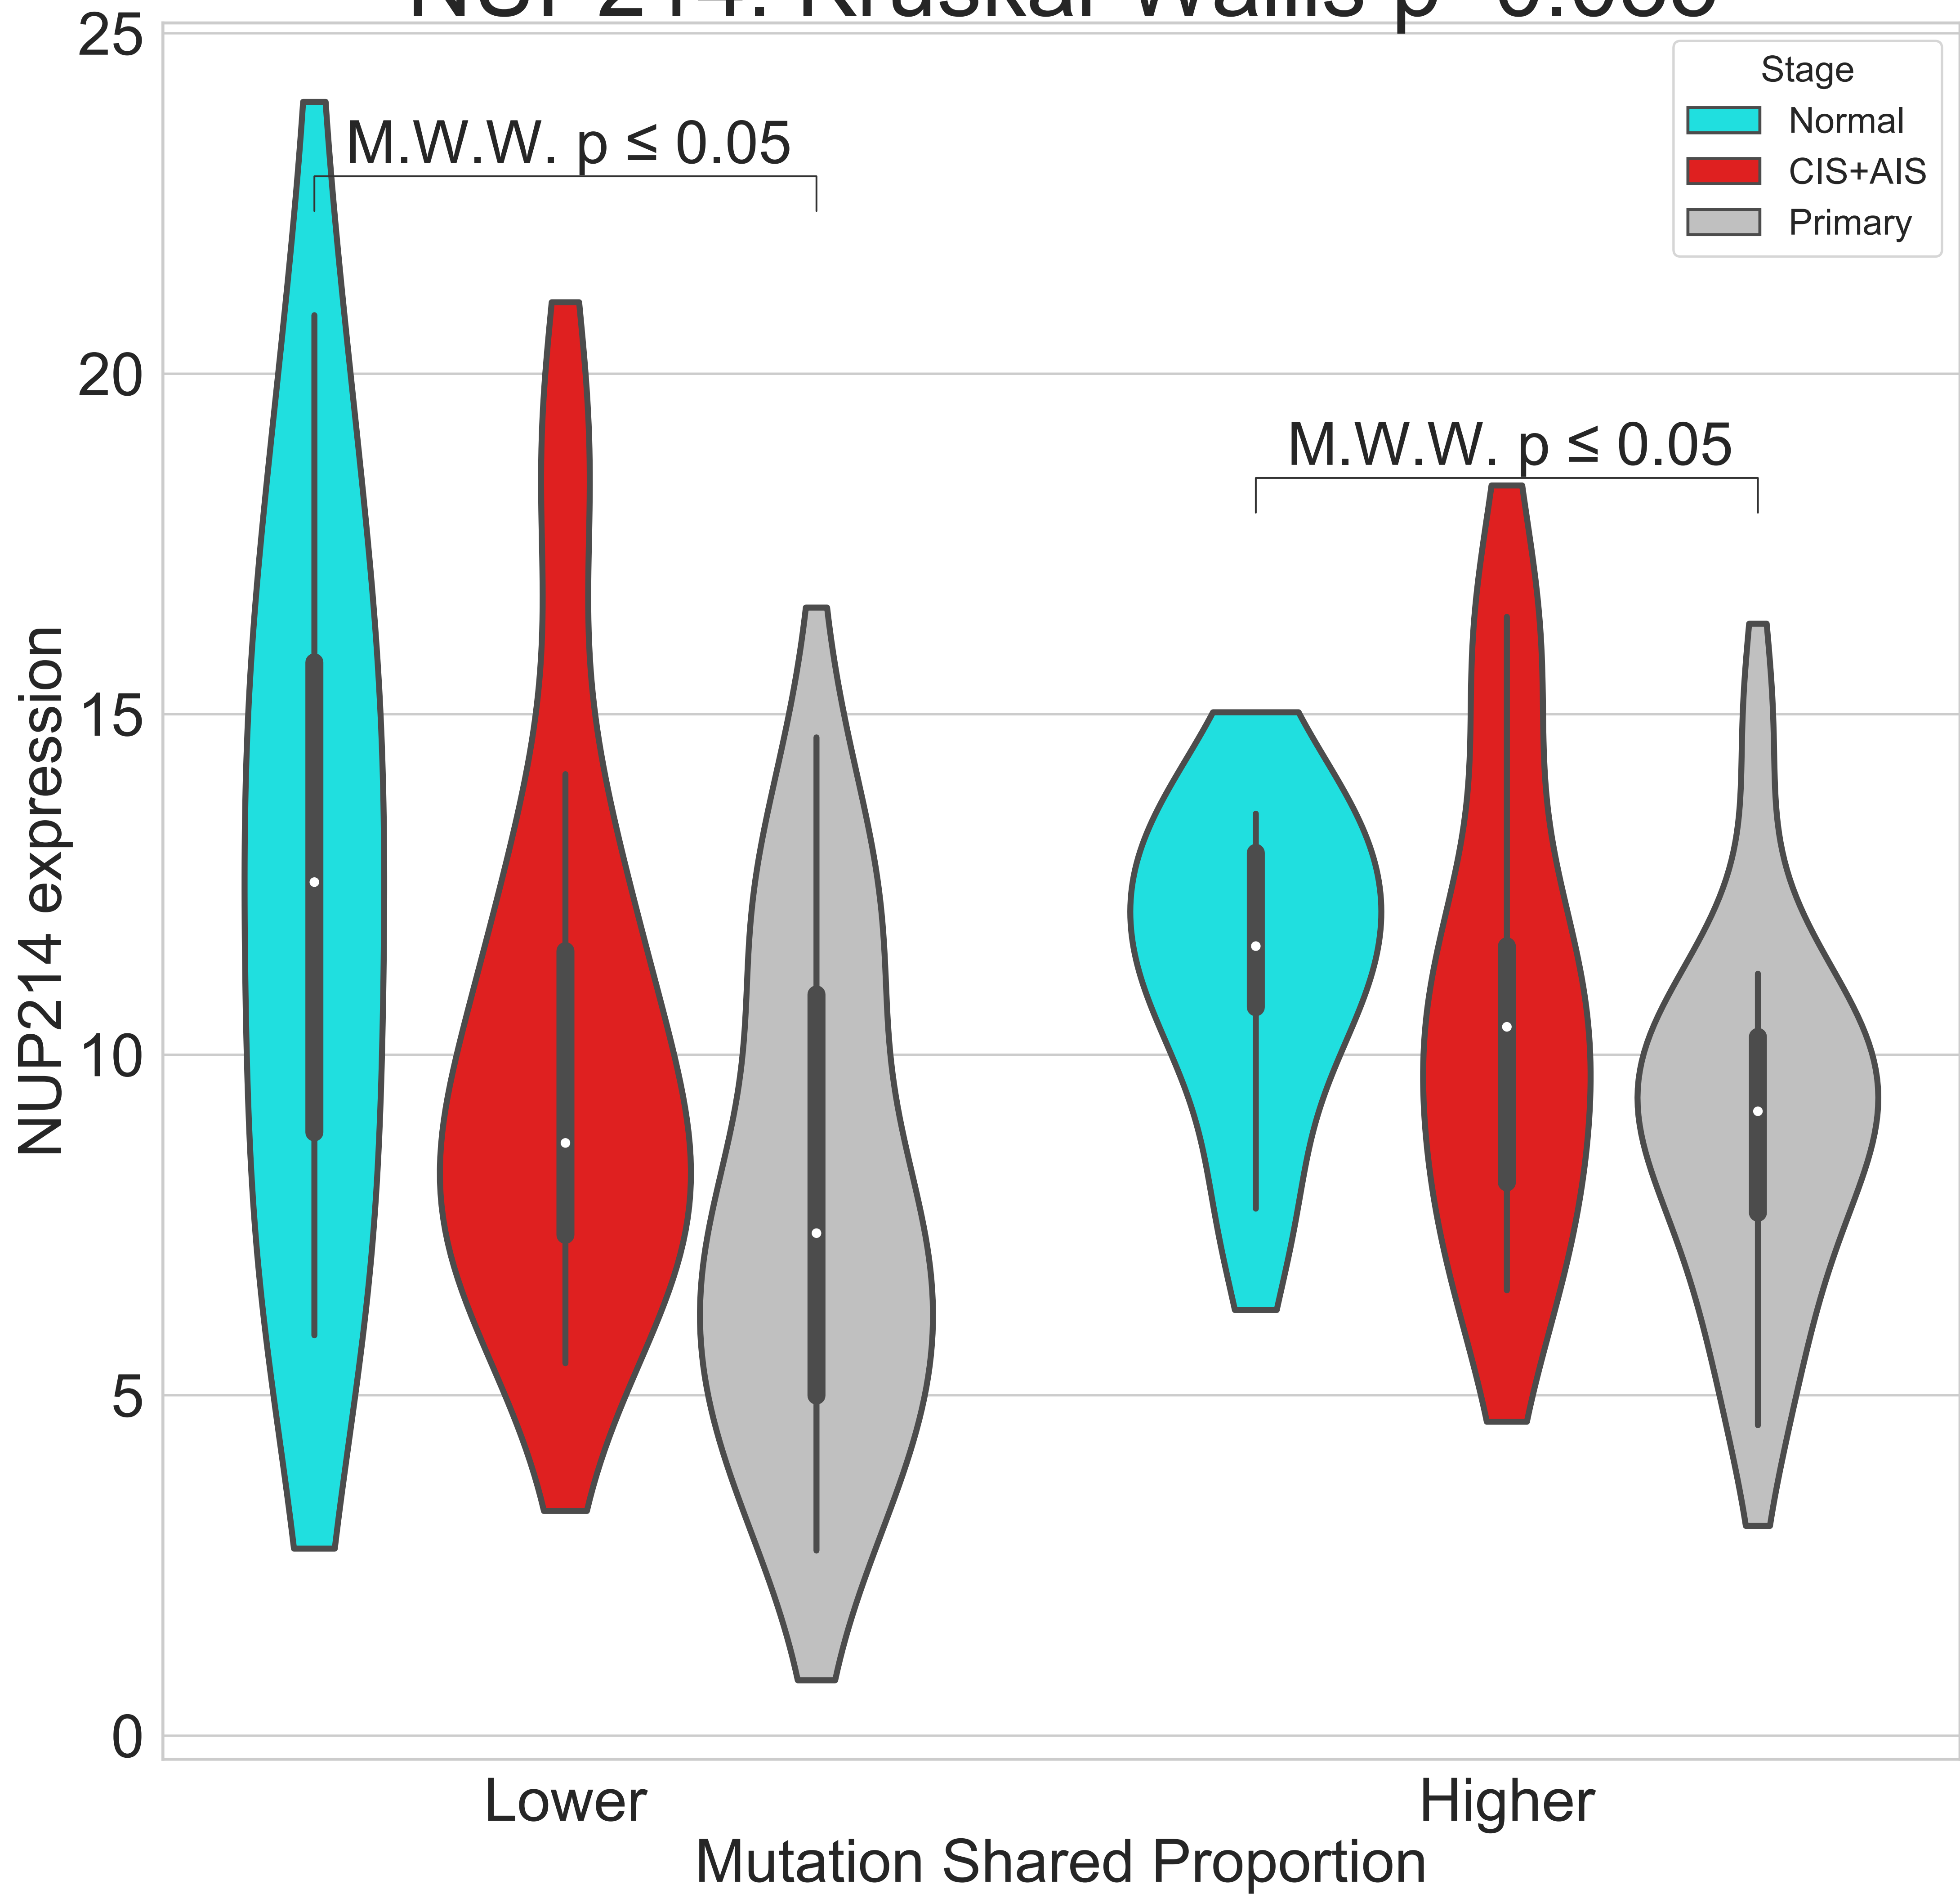 25
Stage
Normal
CIS+AIS
Primary
M.W.W. p ≤ 0.05
20
M.W.W. p ≤ 0.05
15
10
5
0
NUP214 expression
Lower
Higher
Mutation Shared Proportion